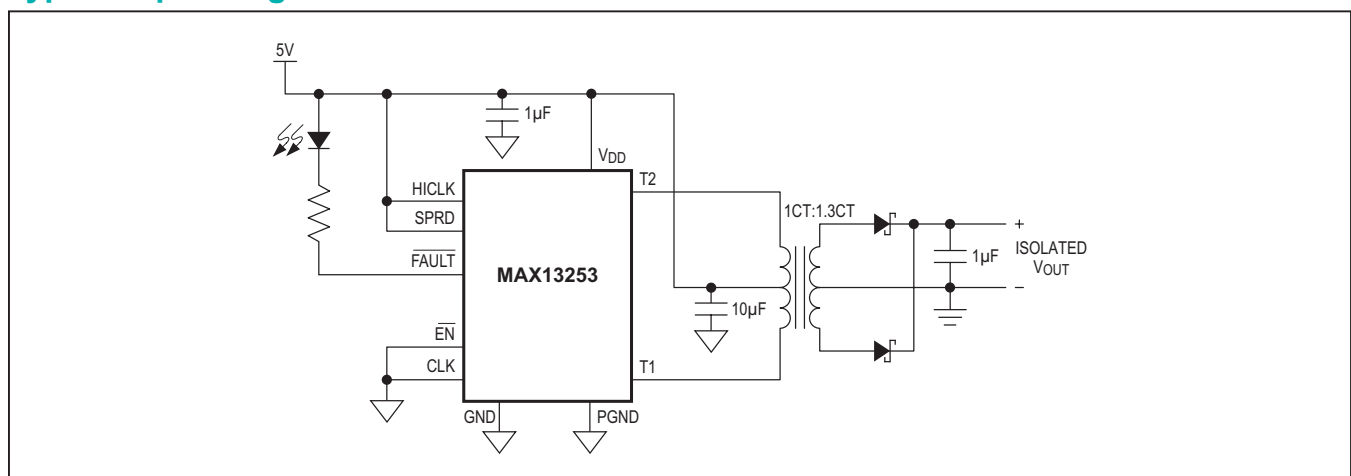 5V
1µF
VDD
T2
HICLK
1CT:1.3CT
SPRD
+
1µF
ISOLATED
VOUT
FAULT
MAX13253
10µF
−
EN
CLK
T1
GND
PGND